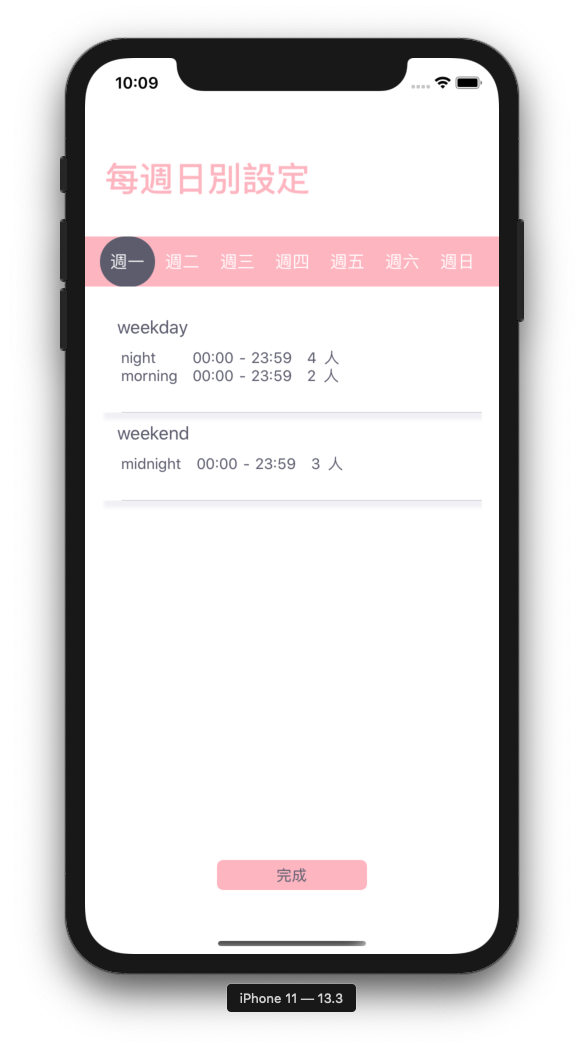 10:09
每週日別設定
週一 週二 週三 週四 週五 週六 週日
weekday
night 00:00 - 23:59 4 人
morning 00:00 - 23:59 2 人
weekend
midnight 00:00 - 23:59 3 人
完成
iPhone 11 — 13.3